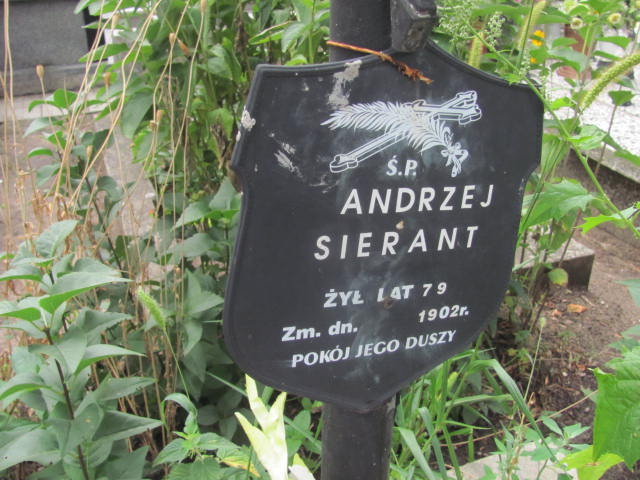 Ś.P.
ANDRZEJ
SIERANT
ŻYŁ LAT 79
Zm. dn. 1902r.
POKÓJ JEGO DUSZY